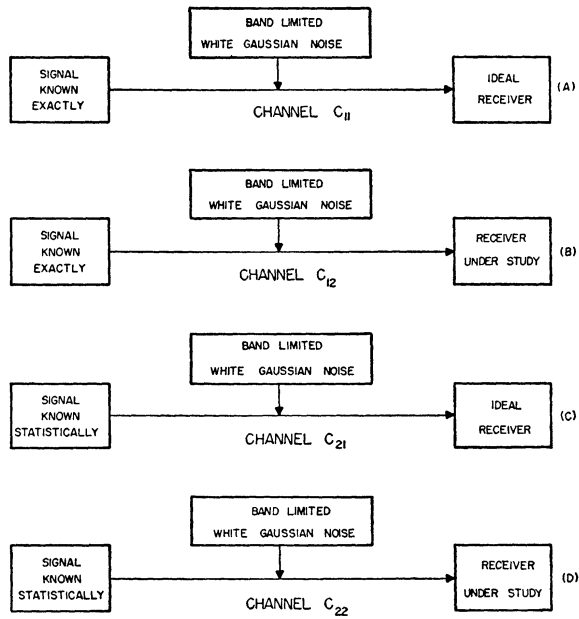 BAND LIMITED
WHITE GAUSSIAN NOISE
SIGNAL
KNOWN
EXACTLY
IDEAL
RECEIVER
(A)
CHANNEL C11
BAND LIMITED
WHITE GAUSSIAN NOISE
SIGNAL
KNOWN
EXACTLY
RECEIVER
UNDER STUDY
(B)
CHANNEL C12
BAND LIMITED
WHITE GAUSSIAN NOISE
SIGNAL
KNOWN
STATISTICALLY
IDEAL
RECEIVER
(C)
CHANNEL C21
BAND LIMITED
WHITE GAUSSIAN NOISE
SIGNAL
KNOWN
STATISTICALLY
RECEIVER
UNDER STUDY
(D)
CHANNEL C22